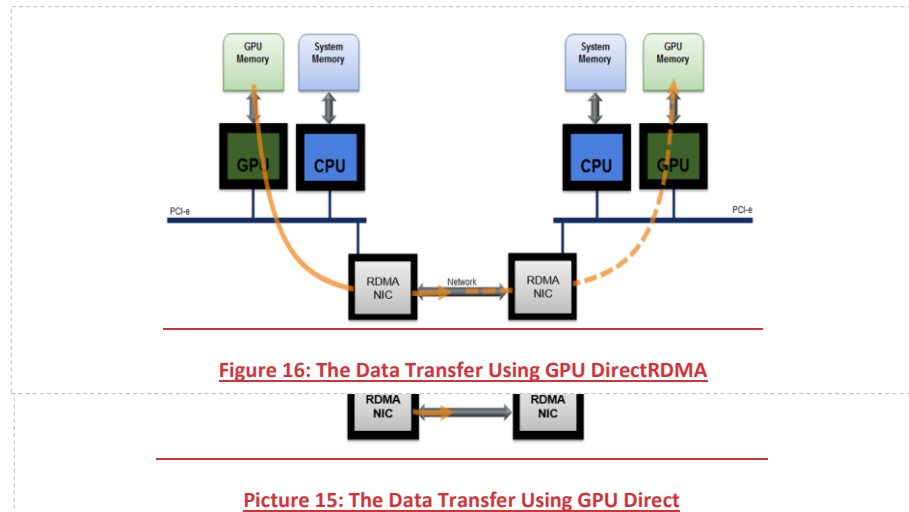 GPU
Memory
System
Memory
System
Memory
GPU
Memory
GPU
CPU
CPU
GPU
PCI-e
PCI-e
RDMA
NIC
Network
RDMA
NIC
Figure 16: The Data Transfer Using GPU DirectRDMA
RDMA
NIC
RDMA
NIC
Picture 15: The Data Transfer Using GPU Direct